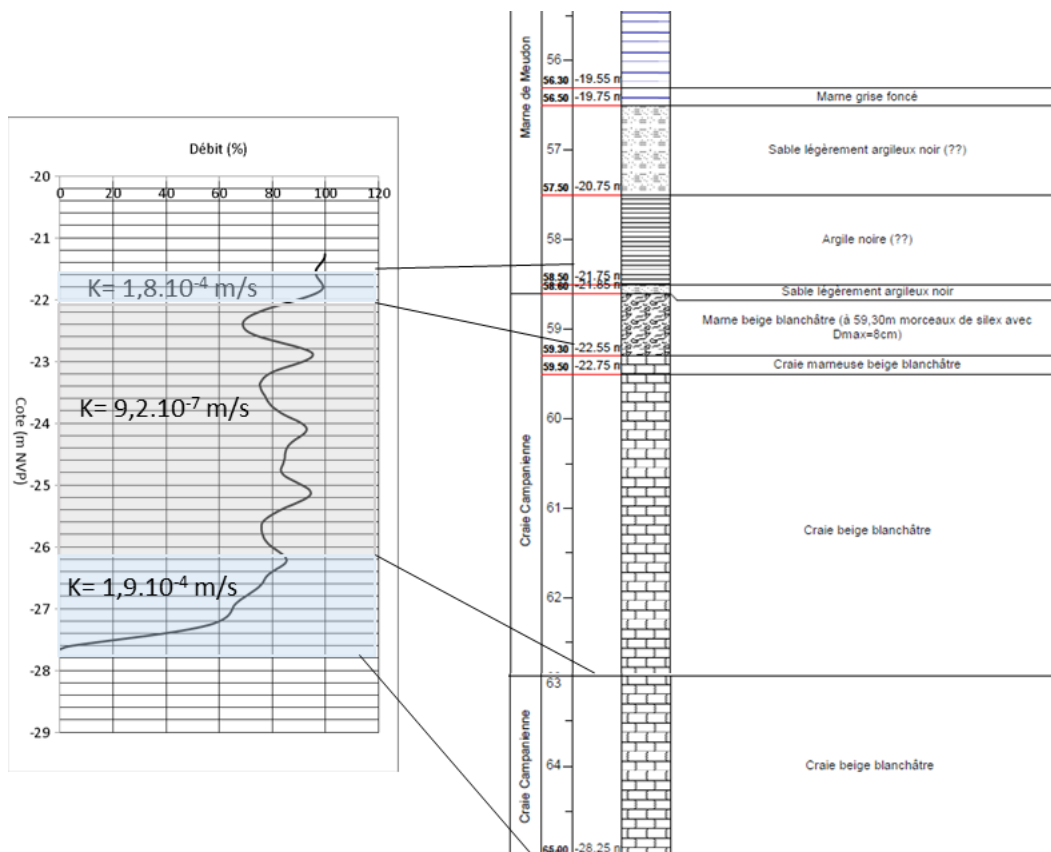 Débit (%)
0 20 40 60 80 100 120
-20
-21
-22
-23
-24
-25
-26
-27
-28
-29
Cote (m NVP)
K= 1,8.10-4 m/s
K= 9,2.10-7 m/s
K= 1,9.10-4 m/s
Marne de Meudon
Craie Campanienne
Craie Campanienne
56
56.30 -19.55 m
56.50 -19.75 m
Marne grise foncé
57
Sable légèrement argileux noir (??)
57.50 -20.75 m
58
Argile noire (??)
58.50 -21.75 m
58.60 -21.85 m
Sable légèrement argileux noir
59
Marne beige blanchâtre (à 59,30m morceaux de silex avec
Dmax=8cm)
59.30 -22.55 m
59.50 -22.75 m
Craie marneuse beige blanchâtre
60
61
Craie beige blanchâtre
62
63
64
Craie beige blanchâtre
65.00 -28.25 m